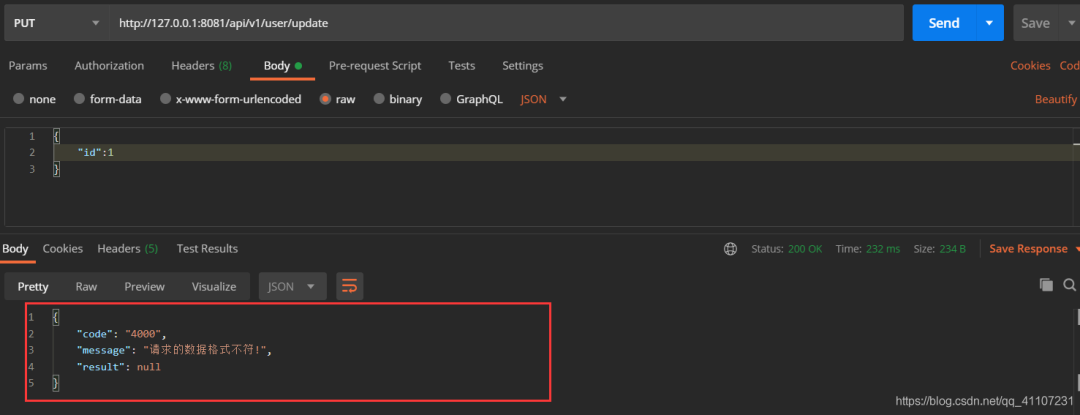 PUT http://127.0.0.1:8081/api/v1/user/update Send Save
Params Authorization Headers (8) Body Pre-request Script Tests Settings Cookies Cod
none form-data x-www-form-urlencoded raw binary GraphQL JSON Beautify
1 {
2 "id":1
3 }
Body Cookies Headers (5) Test Results Status: 200 OK Time: 232 ms Size: 234 B Save Response
Pretty Raw Preview Visualize JSON
1 {
2 "code": "4000",
3 "message": "请求的数据格式不符!",
4 "result": null
5 }
https://blog.csdn.net/qq_41107231